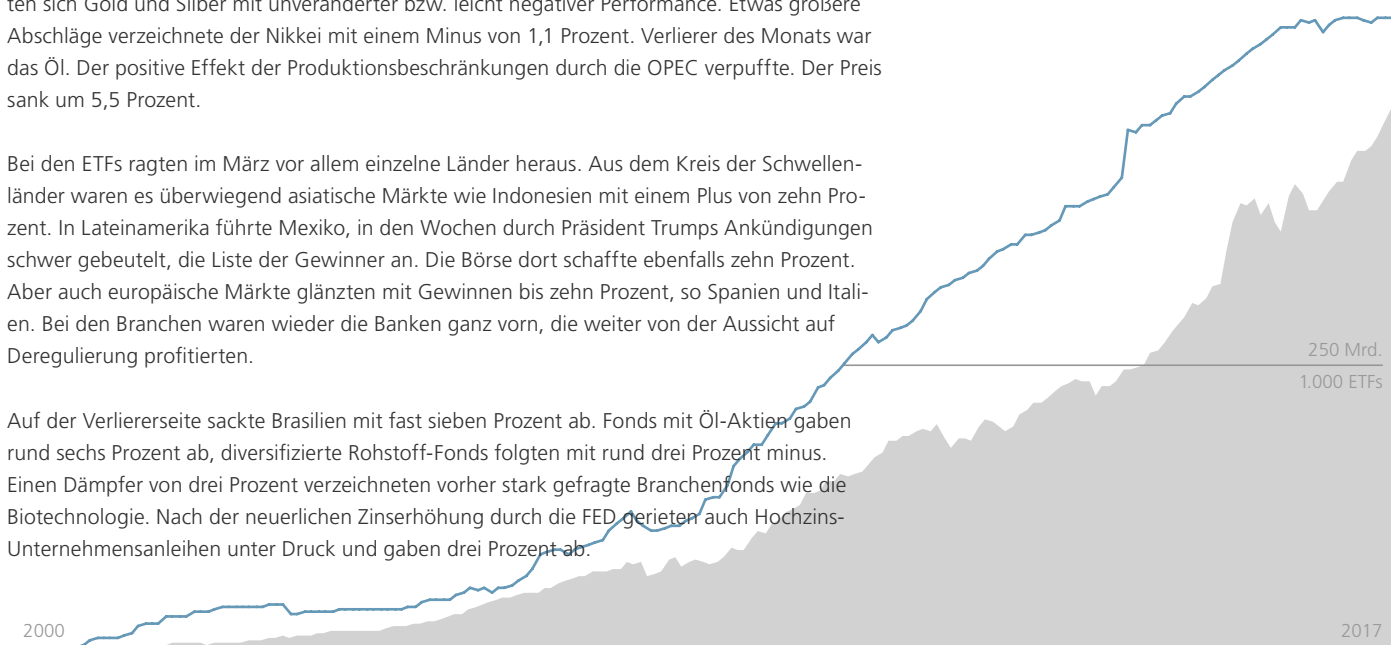 ten sich Gold und Silber mit unveränderter bzw. leicht negativer Performance. Etwas größere
Abschläge verzeichnete der Nikkei mit einem Minus von 1,1 Prozent. Verlierer des Monats war
das Öl. Der positive Effekt der Produktionsbeschränkungen durch die OPEC verpuffte. Der Preis
sank um 5,5 Prozent.
Bei den ETFs ragten im März vor allem einzelne Länder heraus. Aus dem Kreis der Schwellen-
länder waren es überwiegend asiatische Märkte wie Indonesien mit einem Plus von zehn Pro-
zent. In Lateinamerika führte Mexiko, in den Wochen durch Präsident Trumps Ankündigungen
schwer gebeutelt, die Liste der Gewinner an. Die Börse dort schaffte ebenfalls zehn Prozent.
Aber auch europäische Märkte glänzten mit Gewinnen bis zehn Prozent, so Spanien und Itali-
en. Bei den Branchen waren wieder die Banken ganz vorn, die weiter von der Aussicht auf
Deregulierung profitierten.
250 Mrd.
1.000 ETFs
Auf der Verliererseite sackte Brasilien mit fast sieben Prozent ab. Fonds mit Öl-Aktien gaben
rund sechs Prozent ab, diversifizierte Rohstoff-Fonds folgten mit rund drei Prozent minus.
Einen Dämpfer von drei Prozent verzeichneten vorher stark gefragte Branchenfonds wie die
Biotechnologie. Nach der neuerlichen Zinserhöhung durch die FED gerieten auch Hochzins-
Unternehmensanleihen unter Druck und gaben drei Prozent ab.
2000
2017